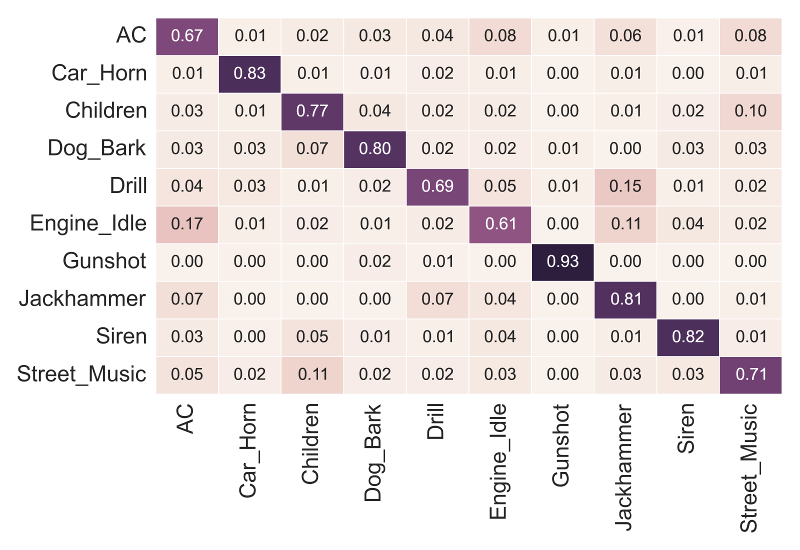 AC 0.67 0.01 0.02 0.03 0.04 0.08 0.01 0.06 0.01 0.08
Car_Horn 0.01 0.83 0.01 0.01 0.02 0.01 0.00 0.01 0.00 0.01
Children 0.03 0.01 0.77 0.04 0.02 0.02 0.00 0.01 0.02 0.10
Dog_Bark 0.03 0.03 0.07 0.80 0.02 0.02 0.01 0.00 0.03 0.03
Drill 0.04 0.03 0.01 0.02 0.69 0.05 0.01 0.15 0.01 0.02
Engine_Idle 0.17 0.01 0.02 0.01 0.02 0.61 0.00 0.11 0.04 0.02
Gunshot 0.00 0.00 0.00 0.02 0.01 0.00 0.93 0.00 0.00 0.00
Jackhammer 0.07 0.00 0.00 0.00 0.07 0.04 0.00 0.81 0.00 0.01
Siren 0.03 0.00 0.05 0.01 0.01 0.04 0.00 0.01 0.82 0.01
Street_Music 0.05 0.02 0.11 0.02 0.02 0.03 0.00 0.03 0.03 0.71
AC
Car_Horn
Children
Dog_Bark
Drill
Engine_Idle
Gunshot
Jackhammer
Siren
Street_Music